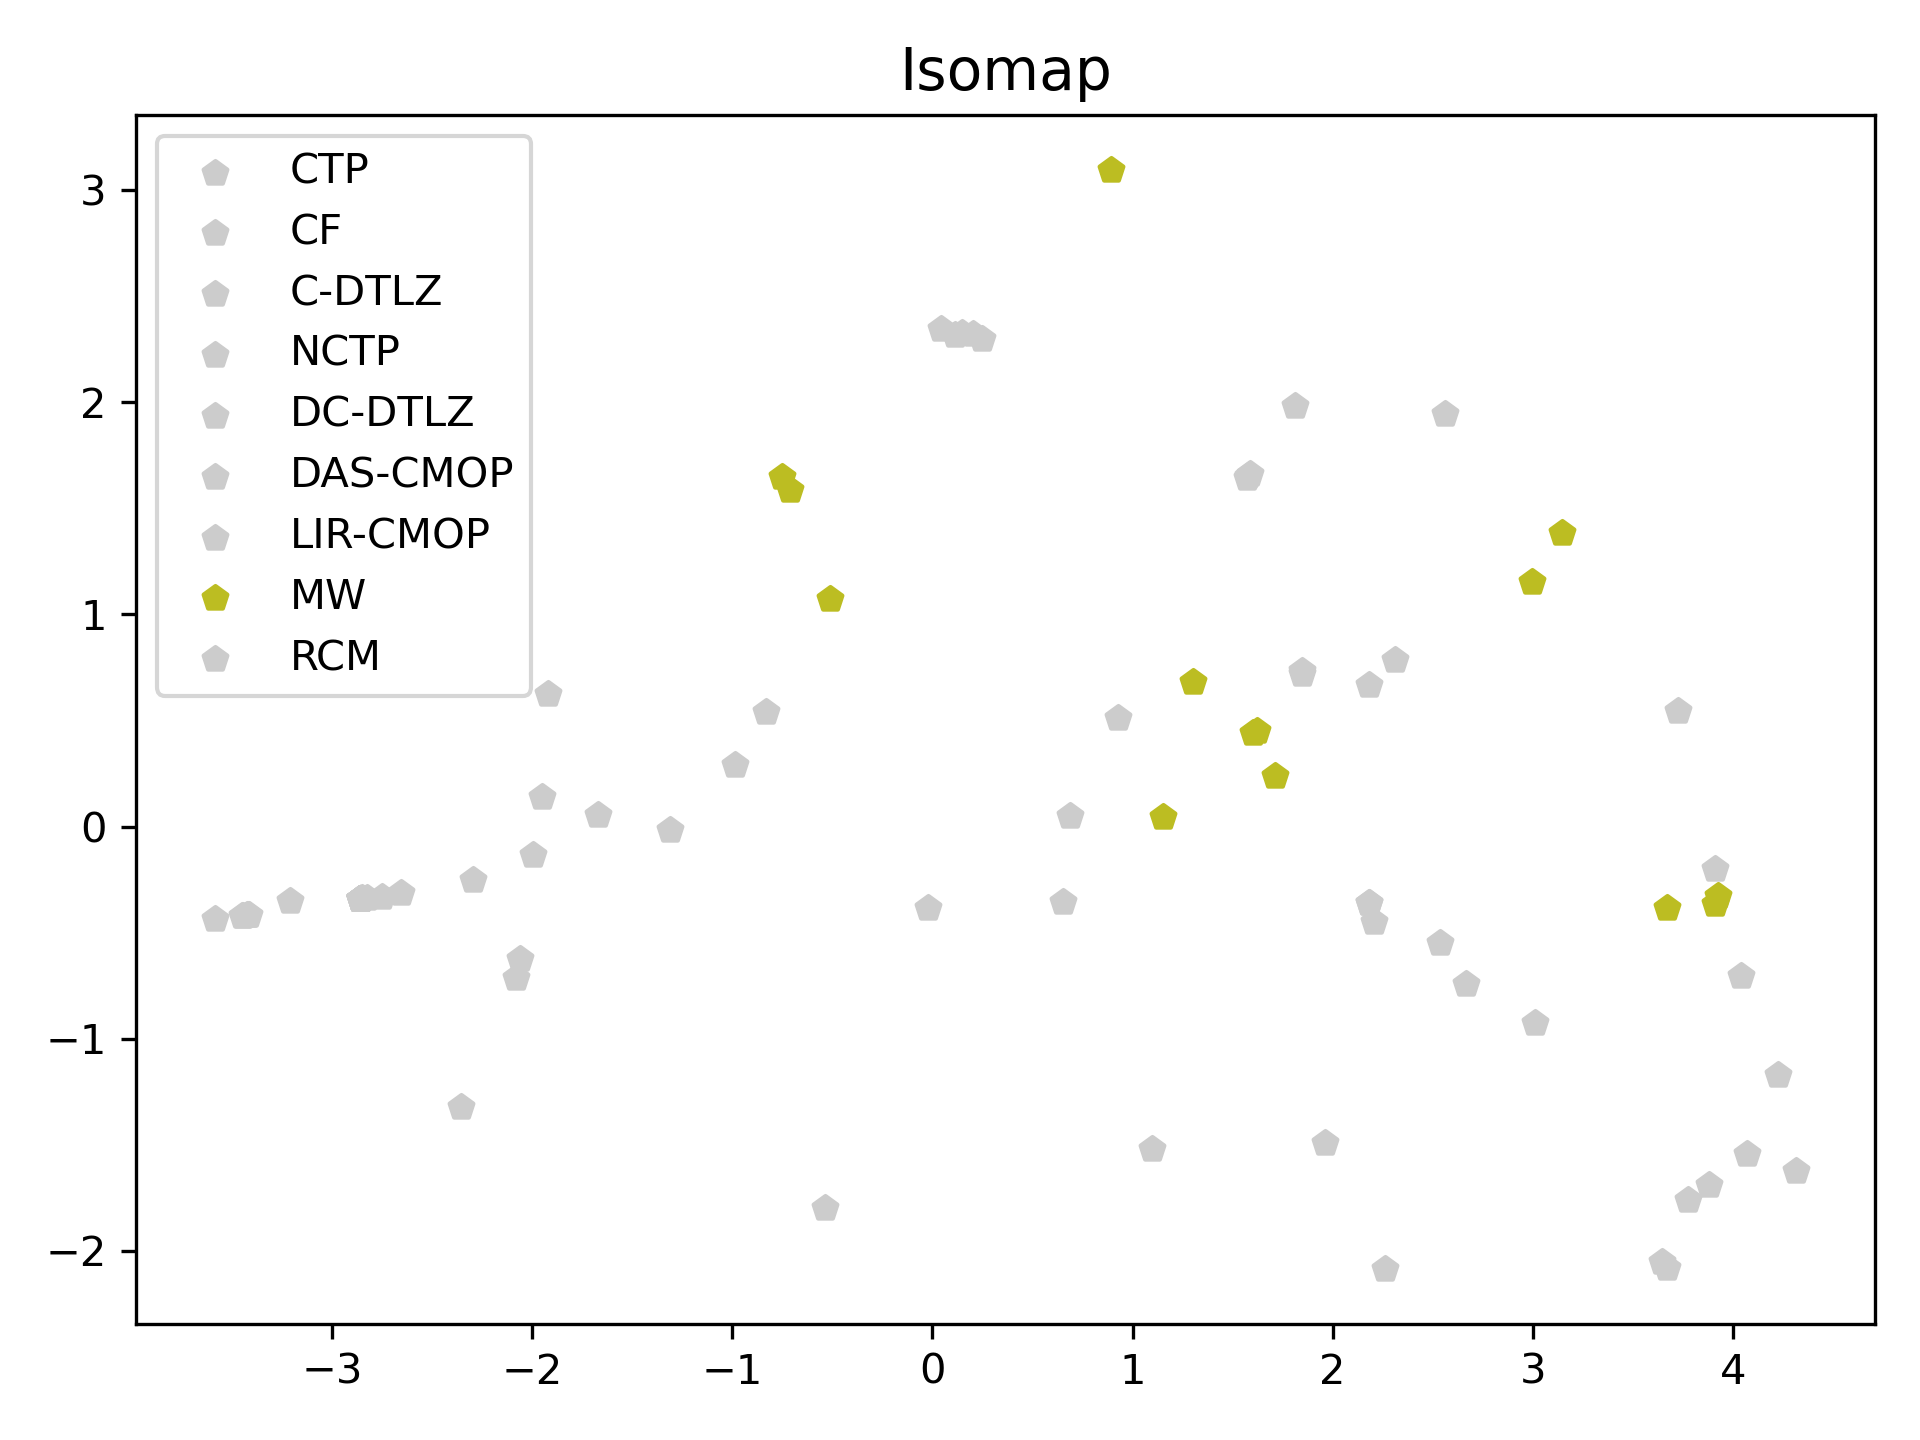 Isomap
CTP
CF
C-DTLZ
NCTP
DC-DTLZ
DAS-CMOP
LIR-CMOP
MW
RCM
3
2
1
0
−1
−2
−3 −2 −1 0 1 2 3 4